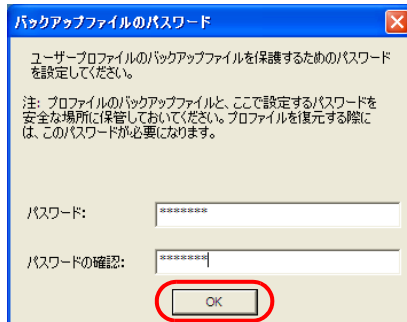 バックアップファイルのパスワード
ユーザープロファイルのバックアップファイルを保護するためのパスワード
を設定してください。
注: プロファイルのバックアップファイルと、ここで設定するパスワードを
安全な場所に保管しておいてください。プロファイルを復元する際に
は、このパスワードが必要になります。
パスワード: *******
パスワードの確認: *******
OK